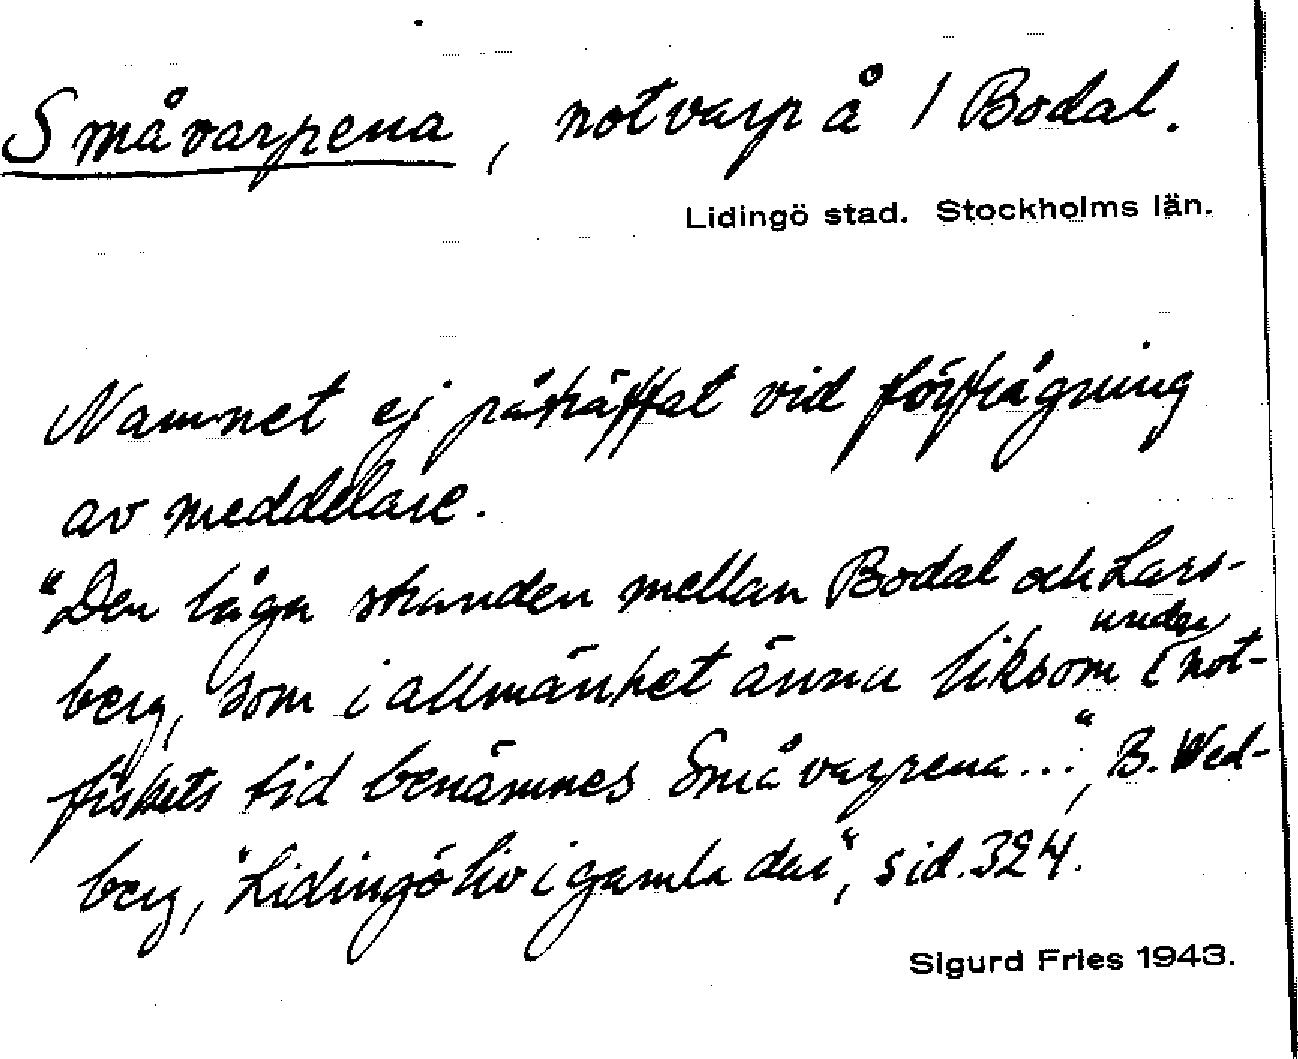 Småvarpena, notvarp å 1 Bodal.
Lidingö stad. Stockholms län.
Namnet ej påträffat vid förfrågning
av meddelare.
"Den låga stranden mellan Bodal och Lars-
berg, som i allmänhet ännu liksom under not-
fiskets tid benämnes Småvarpena...", B. Wed-
berg, "Lidingöliv i gamla dar", sid. 324.
Sigurd Fries 1943.